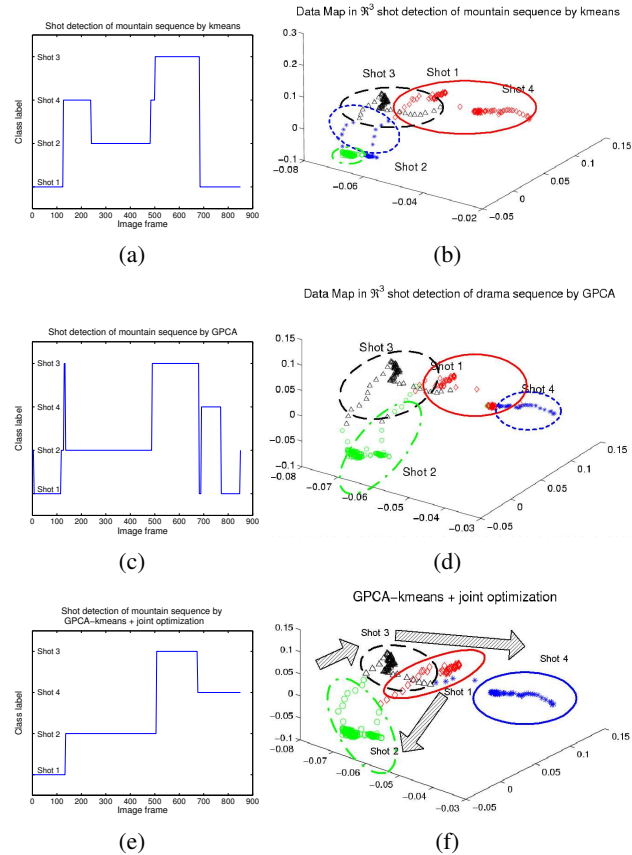 Shot detection of mountain sequence by kmeans
Shot 3
Shot 4
Shot 2
Shot 1
Class label
0 100 200 300 400 500 600 700 800 900
Image frame
(a)
Data Map in ℜ³ shot detection of mountain sequence by kmeans
0.1
0.1
0
−0.1
−0.08
−0.06
−0.04
−0.02
−0.05
0
0.05
0.1
0.15
Shot 3
Shot 1
Shot 4
Shot 2
(b)
Shot detection of mountain sequence by GPCA
Shot 3
Shot 4
Shot 2
Shot 1
Class label
0 100 200 300 400 500 600 700 800 900
Image frame
(c)
Data Map in ℜ³ shot detection of drama sequence by GPCA
0.15
0.1
0.05
0
−0.05
−0.1
−0.08
−0.07
−0.06
−0.05
−0.04
−0.03
−0.05
0
0.05
0.1
0.15
Shot 3
Shot 1
Shot 4
Shot 2
(d)
Shot detection of mountain sequence by
GPCA−kmeans + joint optimization
Shot 3
Shot 4
Shot 2
Shot 1
Class label
0 100 200 300 400 500 600 700 800 900
Image frame
(e)
GPCA−kmeans + joint optimization
0.15
0.1
0.05
0
−0.05
−0.1
−0.08
−0.07
−0.06
−0.05
−0.04
−0.03
−0.05
0
0.05
0.1
0.15
Shot 3
Shot 4
Shot 1
Shot 2
(f)